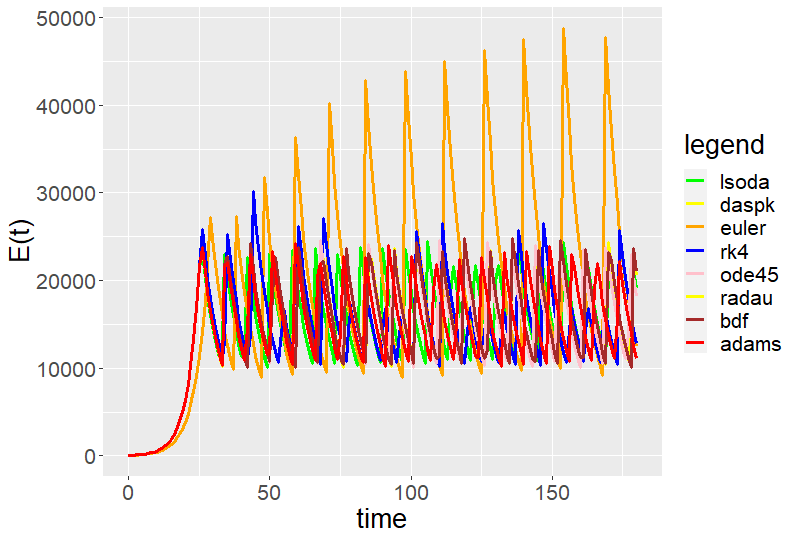 50000
40000
30000
20000
10000
0
E(t)
0 50 100 150
time
legend
lsoda
daspk
euler
rk4
ode45
radau
bdf
adams